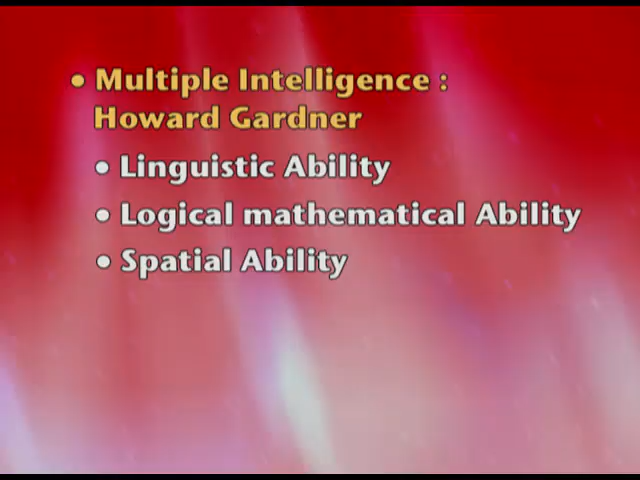 • Multiple Intelligence :
Howard Gardner
• Linguistic Ability
• Logical mathematical Ability
• Spatial Ability